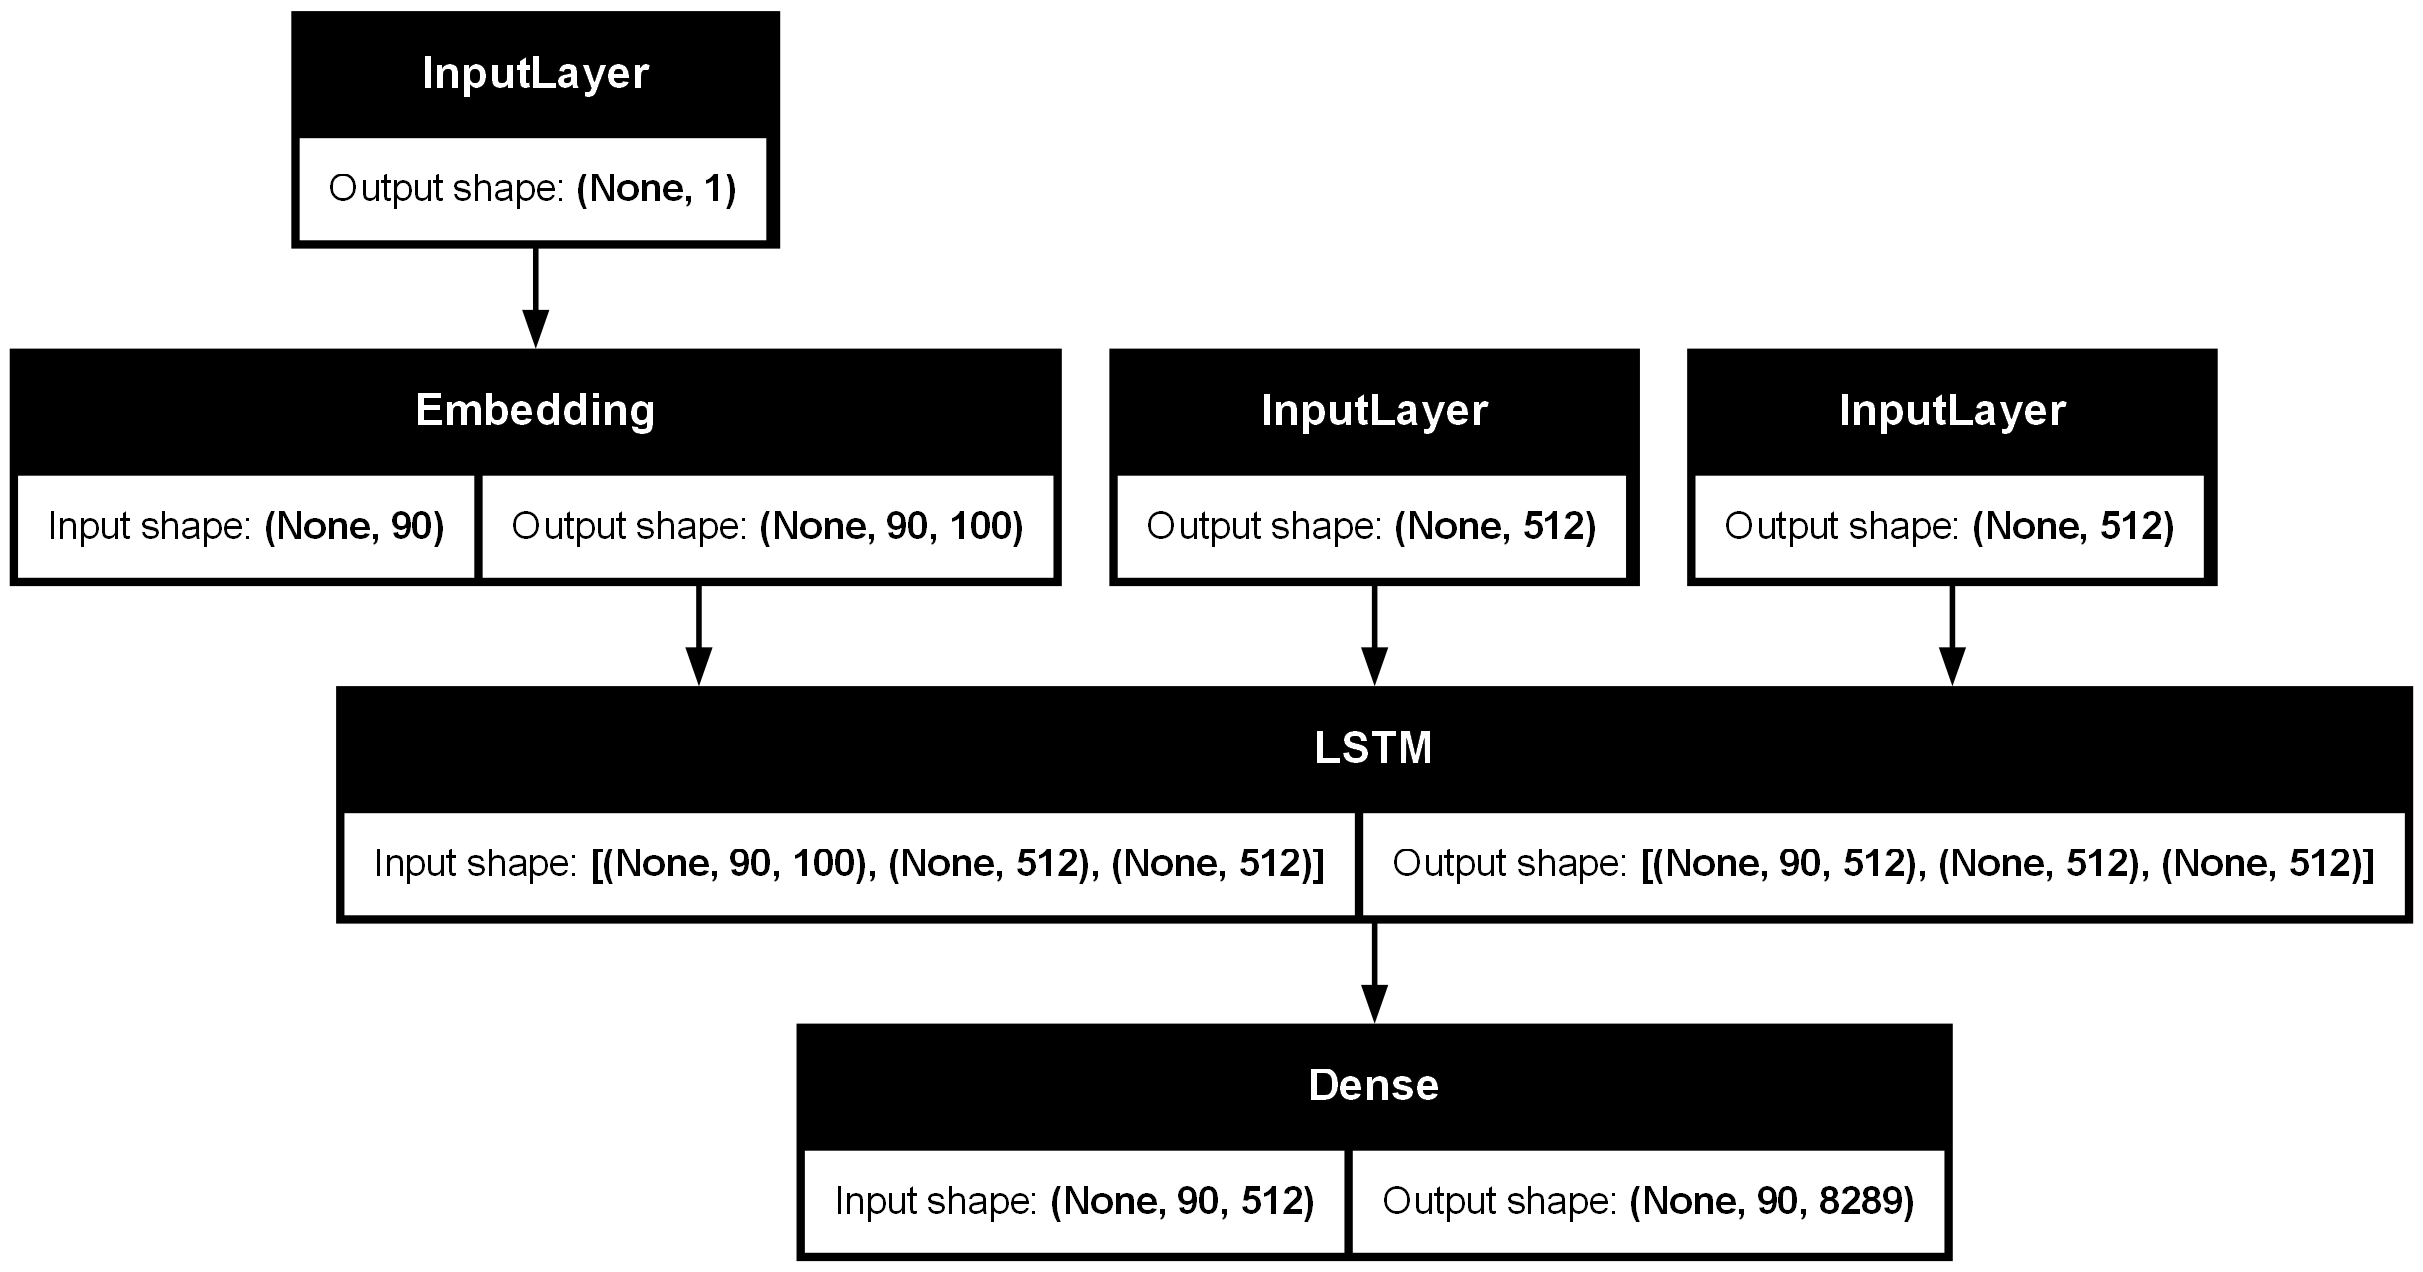 InputLayer
Output shape: (None, 1)
Embedding
Input shape: (None, 90)
Output shape: (None, 90, 100)
InputLayer
Output shape: (None, 512)
InputLayer
Output shape: (None, 512)
LSTM
Input shape: [(None, 90, 100), (None, 512), (None, 512)]
Output shape: [(None, 90, 512), (None, 512), (None, 512)]
Dense
Input shape: (None, 90, 512)
Output shape: (None, 90, 8289)